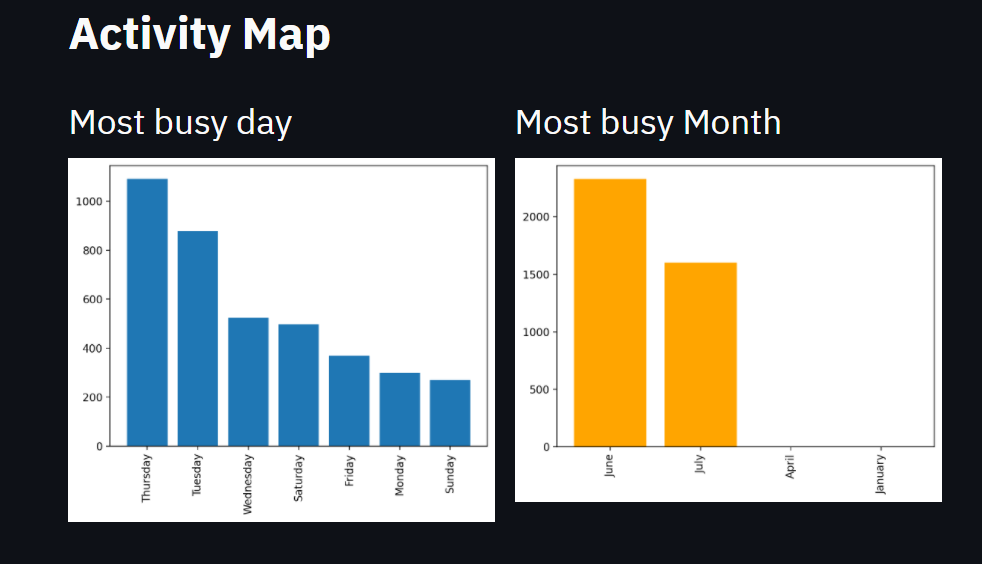 Activity Map
Most busy day
Most busy Month
1000
800
600
400
200
0
Thursday
Tuesday
Wednesday
Saturday
Friday
Monday
Sunday
2000
1500
1000
500
0
June
July
April
January